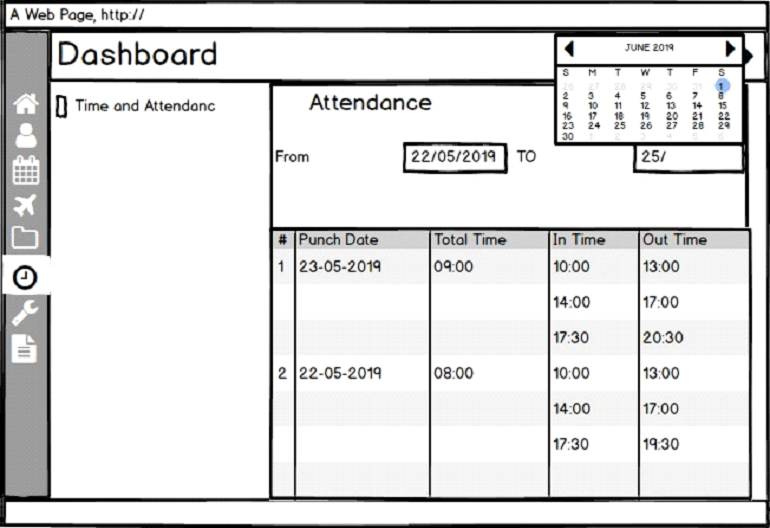 A Web Page, http://
Dashboard
JUNE 2019
S M T W T F S
26 27 28 29 30 31 1
2 3 4 5 6 7 8
9 10 11 12 13 14 15
16 17 18 19 20 21 22
23 24 25 26 27 28 29
30 1 2 3 4 5 6
Time and Attendanc
Attendance
From 22/05/2019 TO 25/
# Punch Date Total Time In Time Out Time
1 23-05-2019 09:00 10:00 13:00
14:00 17:00
17:30 20:30
2 22-05-2019 08:00 10:00 13:00
14:00 17:00
17:30 19:30